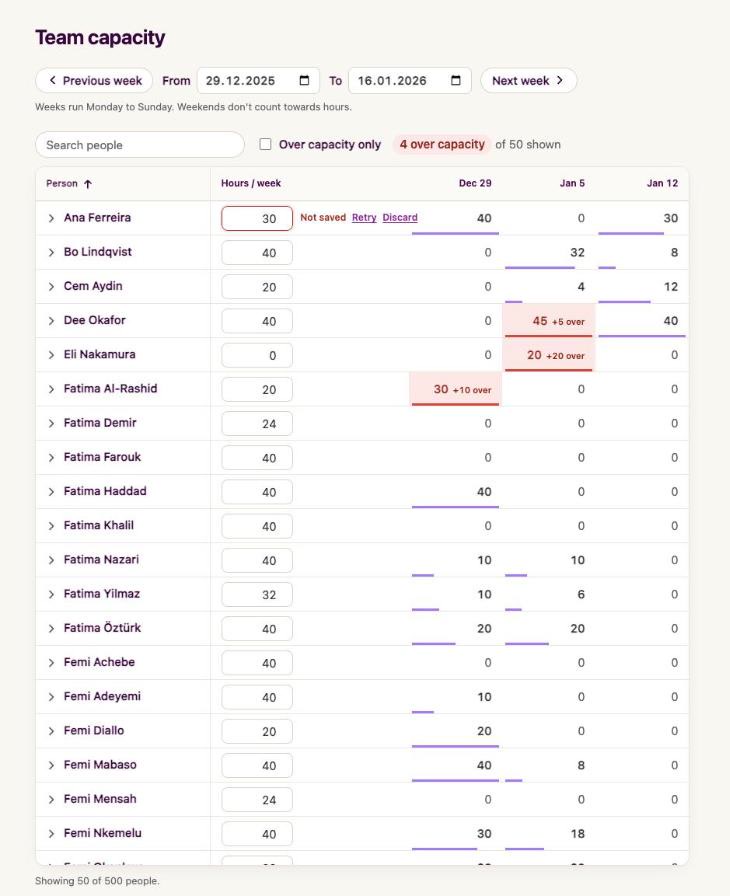 Team capacity
Previous week From 29.12.2025 To 16.01.2026 Next week
Weeks run Monday to Sunday. Weekends don't count towards hours.
Search people Over capacity only 4 over capacity of 50 shown
Person Hours / week Dec 29 Jan 5 Jan 12
Ana Ferreira 30 Not saved Retry Discard 40 0 30
Bo Lindqvist 40 0 32 8
Cem Aydin 20 0 4 12
Dee Okafor 40 0 45 +5 over 40
Eli Nakamura 0 0 20 +20 over 0
Fatima Al-Rashid 20 30 +10 over 0 0
Fatima Demir 24 0 0 0
Fatima Farouk 40 0 0 0
Fatima Haddad 40 40 0 0
Fatima Khalil 40 0 0 0
Fatima Nazari 40 10 10 0
Fatima Yilmaz 32 10 6 0
Fatima Öztürk 40 20 20 0
Femi Achebe 40 0 0 0
Femi Adeyemi 40 10 0 0
Femi Diallo 20 20 0 0
Femi Mabaso 40 40 8 0
Femi Mensah 24 0 0 0
Femi Nkemelu 40 30 18 0
Showing 50 of 500 people.